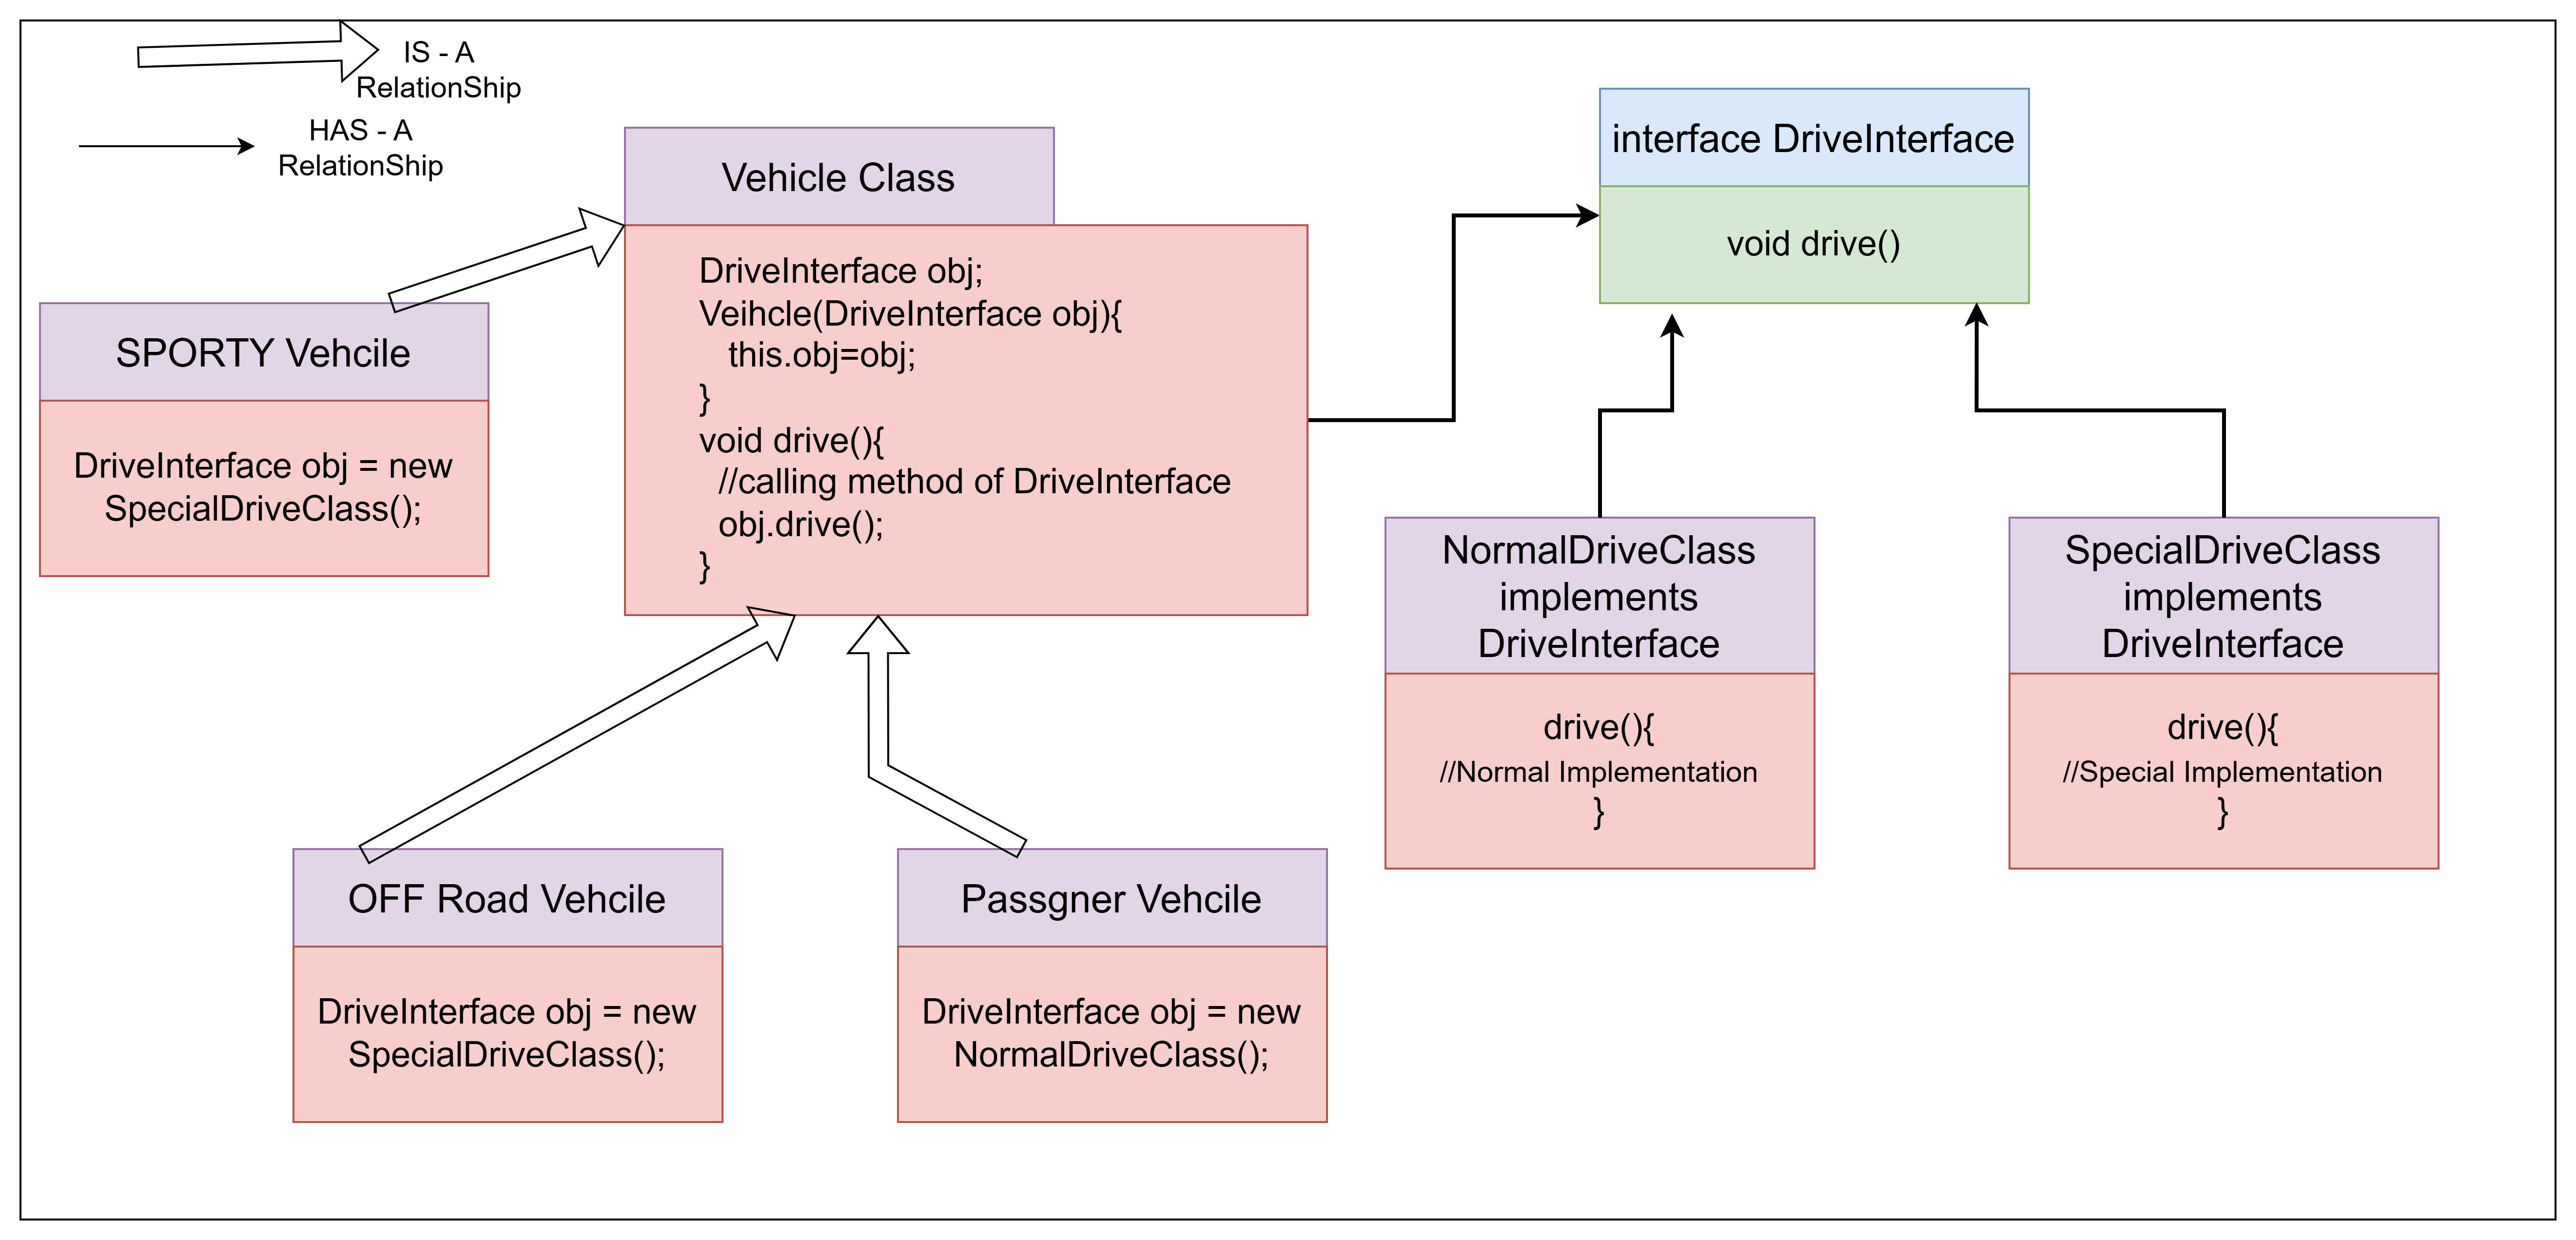 IS - A
RelationShip
HAS - A
RelationShip
Vehicle Class
DriveInterface obj;
Veihcle(DriveInterface obj){
this.obj=obj;
}
void drive(){
//calling method of DriveInterface
obj.drive();
}
interface DriveInterface
void drive()
SPORTY Vehcile
DriveInterface obj = new
SpecialDriveClass();
NormalDriveClass
implements
DriveInterface
drive(){
//Normal Implementation
}
SpecialDriveClass
implements
DriveInterface
drive(){
//Special Implementation
}
OFF Road Vehcile
DriveInterface obj = new
SpecialDriveClass();
Passgner Vehcile
DriveInterface obj = new
NormalDriveClass();